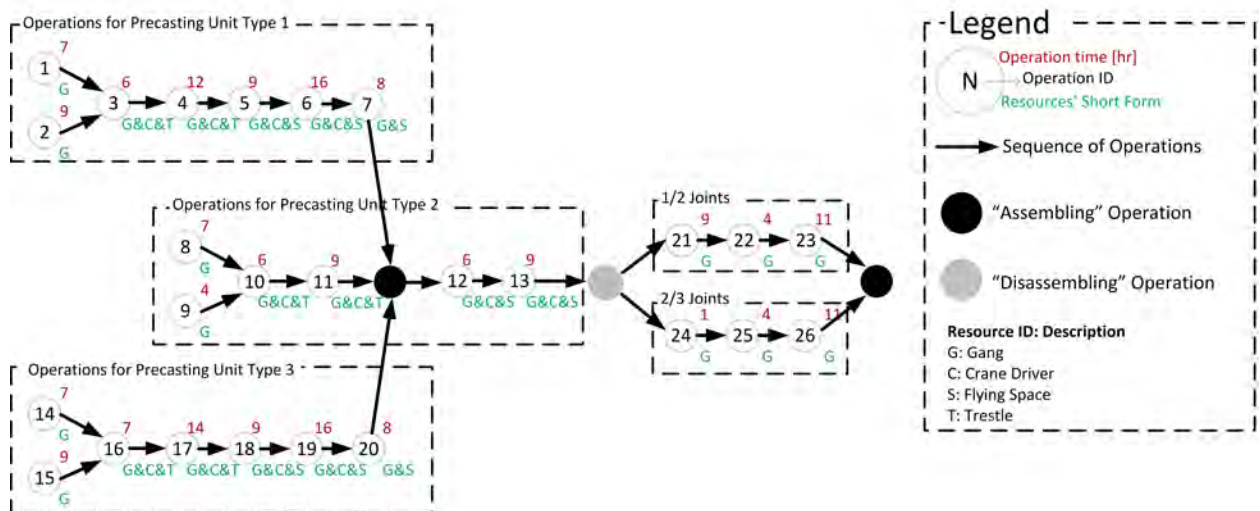 Operations for Precasting Unit Type 1
7
1
G
9
2
G
6
3
G&C&T
12
4
G&C&T
9
5
G&C&S
16
6
G&C&S
8
7
G&S
Operations for Precasting Unit Type 2
7
8
G
4
9
G
6
10
G&C&T
9
11
G&C&T
6
12
G&C&S
9
13
G&C&S
Operations for Precasting Unit Type 3
7
14
G
9
15
G
7
16
G&C&T
14
17
G&C&T
9
18
G&C&S
16
19
G&C&S
8
20
G&S
1/2 Joints
9
21
G
4
22
G
11
23
G
2/3 Joints
1
24
G
4
25
G
11
26
G
Legend
Operation time [hr]
N
Operation ID
Resources' Short Form
Sequence of Operations
“Assembling” Operation
“Disassembling” Operation
Resource ID: Description
G: Gang
C: Crane Driver
S: Flying Space
T: Trestle